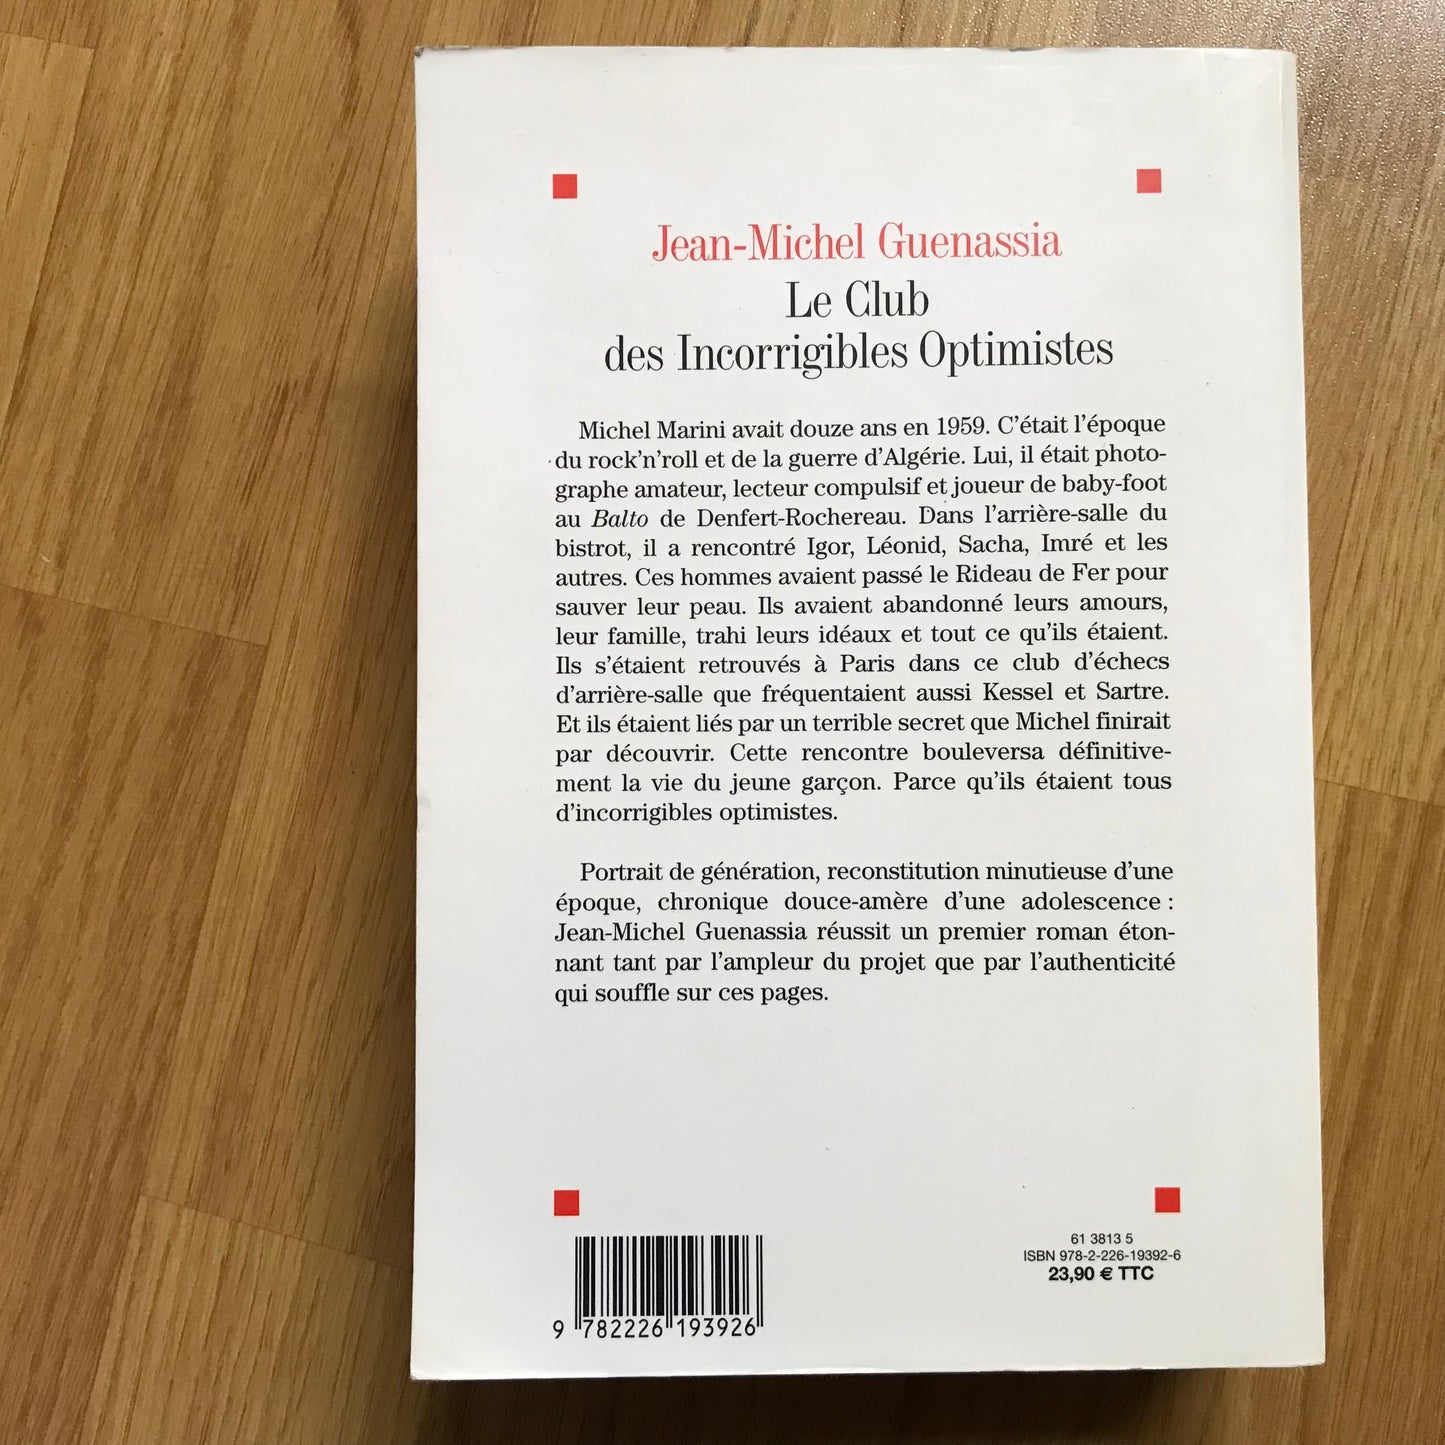 Jean-Michel Guenassia
Le Club
des Incorrigibles Optimistes
Michel Marini avait douze ans en 1959. C'était l'époque
du rock'n'roll et de la guerre d'Algérie. Lui, il était photo-
graphe amateur, lecteur compulsif et joueur de baby-foot
au Balto de Denfert-Rochereau. Dans l'arrière-salle du
bistrot, il a rencontré Igor, Léonid, Sacha, Imré et les
autres. Ces hommes avaient passé le Rideau de Fer pour
sauver leur peau. Ils avaient abandonné leurs amours,
leur famille, trahi leurs idéaux et tout ce qu'ils étaient.
Ils s'étaient retrouvés à Paris dans ce club d'échecs
d'arrière-salle que fréquentaient aussi Kessel et Sartre.
Et ils étaient liés par un terrible secret que Michel finirait
par découvrir. Cette rencontre bouleversa définitive-
ment la vie du jeune garçon. Parce qu'ils étaient tous
d'incorrigibles optimistes.
Portrait de génération, reconstitution minutieuse d'une
époque, chronique douce-amère d'une adolescence :
Jean-Michel Guenassia réussit un premier roman éton-
nant tant par l'ampleur du projet que par l'authenticité
qui souffle sur ces pages.
61 3813 5
ISBN 978-2-226-19392-6
23,90 € TTC
9 782226 193926